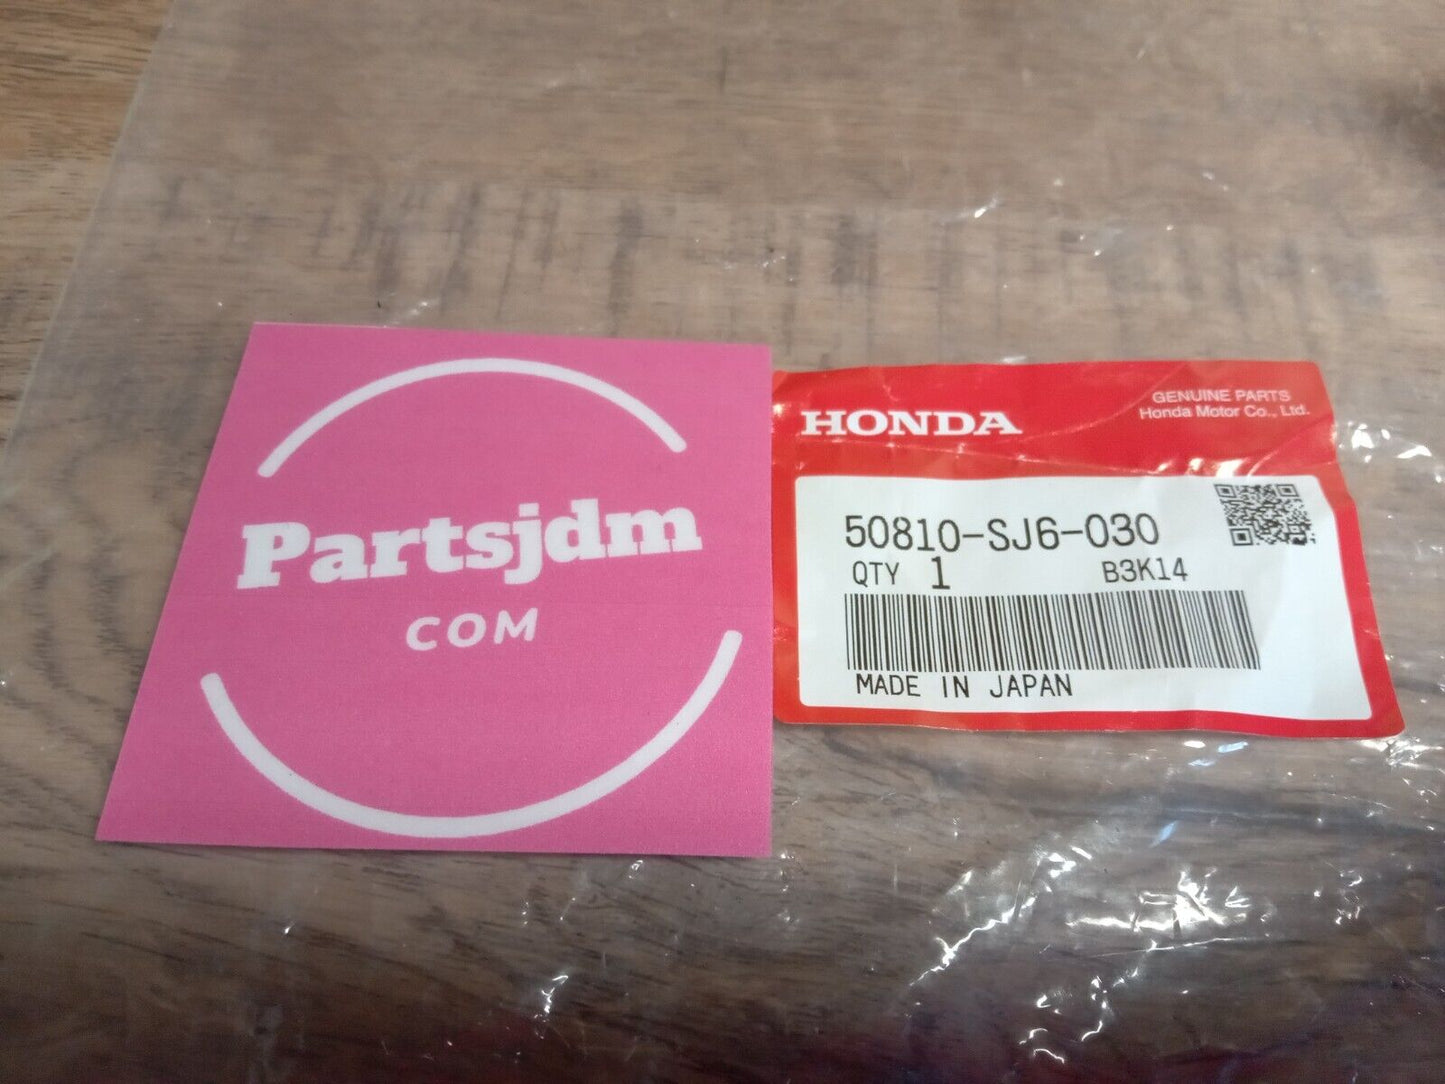 Partsjdm
COM
HONDA
GENUINE PARTS
Honda Motor Co., Ltd.
50810-SJ6-030
QTY 1 B3K14
MADE IN JAPAN